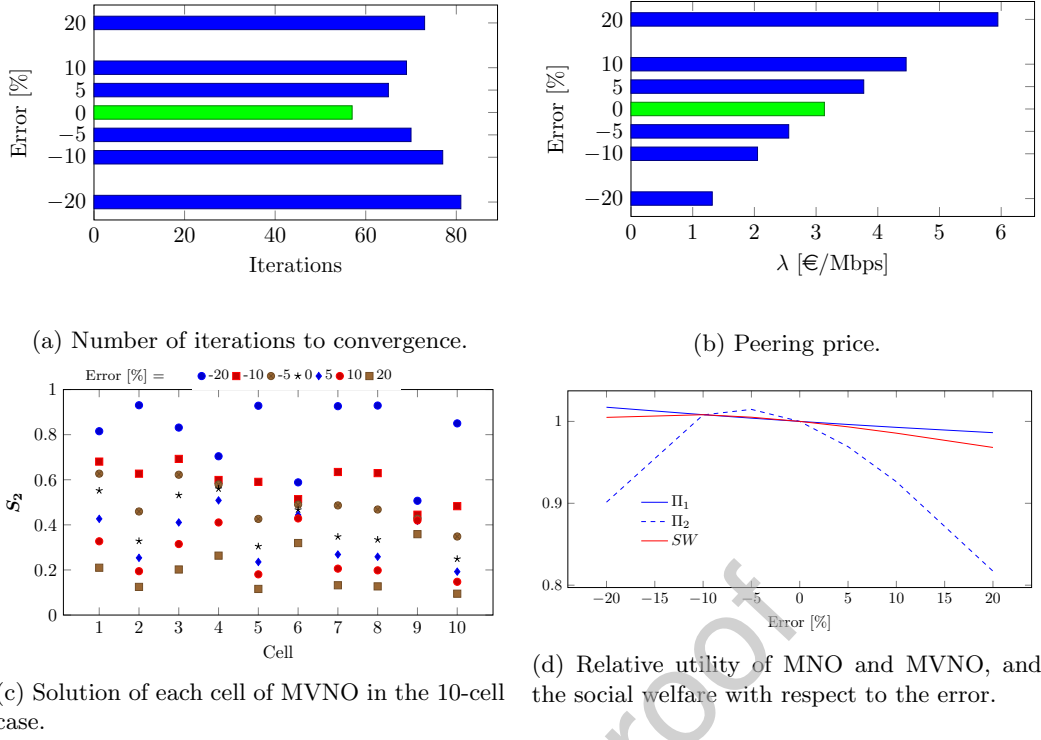 20
10
5
0
−5
−10
−20
Error [%]
0 20 40 60 80
Iterations
(a) Number of iterations to convergence.
20
10
5
0
−5
−10
−20
Error [%]
0 1 2 3 4 5 6
λ [€/Mbps]
(b) Peering price.
Error [%] = -20 -10 -5 0 5 10 20
1
0.8
0.6
0.4
0.2
0
S₂
1 2 3 4 5 6 7 8 9 10
Cell
(c) Solution of each cell of MVNO in the 10-cell
case.
1
0.9
0.8
Π₁
Π₂
SW
−20 −15 −10 −5 0 5 10 15 20
Error [%]
(d) Relative utility of MNO and MVNO, and
the social welfare with respect to the error.
oof